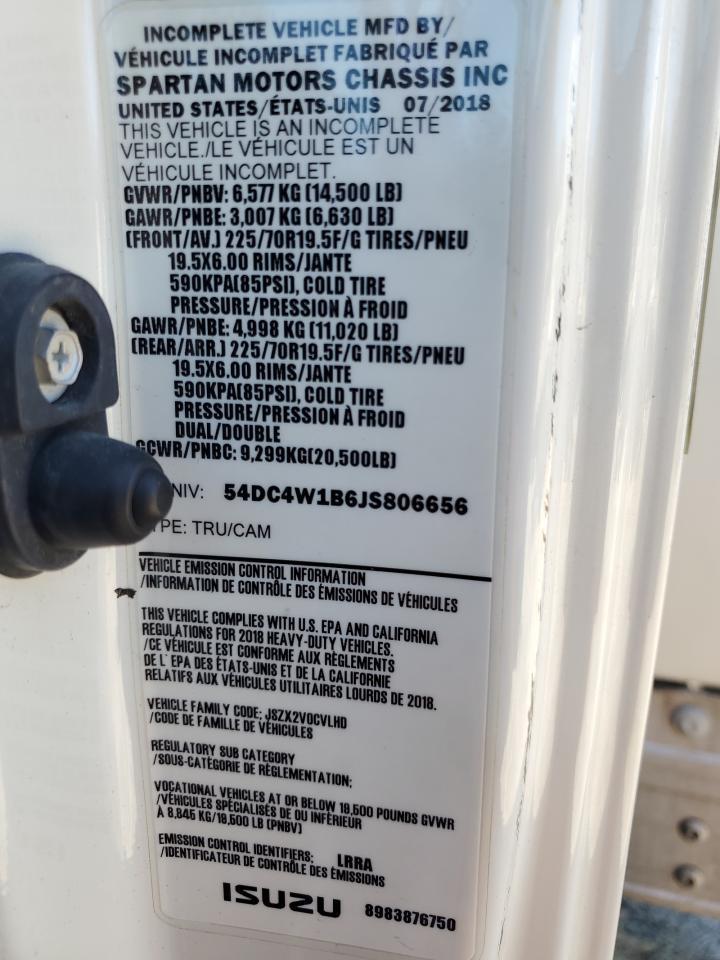 INCOMPLETE VEHICLE MFD BY/
VÉHICULE INCOMPLET FABRIQUÉ PAR
SPARTAN MOTORS CHASSIS INC
UNITED STATES/ÉTATS-UNIS 07/2018
THIS VEHICLE IS AN INCOMPLETE
VEHICLE./LE VÉHICULE EST UN
VÉHICULE INCOMPLET.
GVWR/PNBV: 6,577 KG (14,500 LB)
GAWR/PNBE: 3,007 KG (6,630 LB)
(FRONT/AV.) 225/70R19.5F/G TIRES/PNEU
19.5X6.00 RIMS/JANTE
590KPA(85PSI), COLD TIRE
PRESSURE/PRESSION À FROID
GAWR/PNBE: 4,998 KG (11,020 LB)
(REAR/ARR.) 225/70R19.5F/G TIRES/PNEU
19.5X6.00 RIMS/JANTE
590KPA(85PSI), COLD TIRE
PRESSURE/PRESSION À FROID
DUAL/DOUBLE
GCWR/PNBC: 9,299KG(20,500LB)
NIV: 54DC4W1B6JS806656
TYPE: TRU/CAM
VEHICLE EMISSION CONTROL INFORMATION
/INFORMATION DE CONTRÔLE DES ÉMISSIONS DE VÉHICULES
THIS VEHICLE COMPLIES WITH U.S. EPA AND CALIFORNIA
REGULATIONS FOR 2018 HEAVY-DUTY VEHICLES.
/CE VÉHICULE EST CONFORME AUX RÈGLEMENTS
DE L' EPA DES ÉTATS-UNIS ET DE LA CALIFORNIE
RELATIFS AUX VÉHICULES UTILITAIRES LOURDS DE 2018.
VEHICLE FAMILY CODE: JSZX2VOCVLHD
/CODE DE FAMILLE DE VÉHICULES
REGULATORY SUB CATEGORY
/SOUS-CATÉGORIE DE RÈGLEMENTATION;
VOCATIONAL VEHICLES AT OR BELOW 19,500 POUNDS GVWR
/VÉHICULES SPÉCIALISÉS DE OU INFÉRIEUR
À 8,845 KG/19,500 LB (PNBV)
EMISSION CONTROL IDENTIFIERS: LRRA
/IDENTIFICATEUR DE CONTRÔLE DES ÉMISSIONS
ISUZU 8983876750